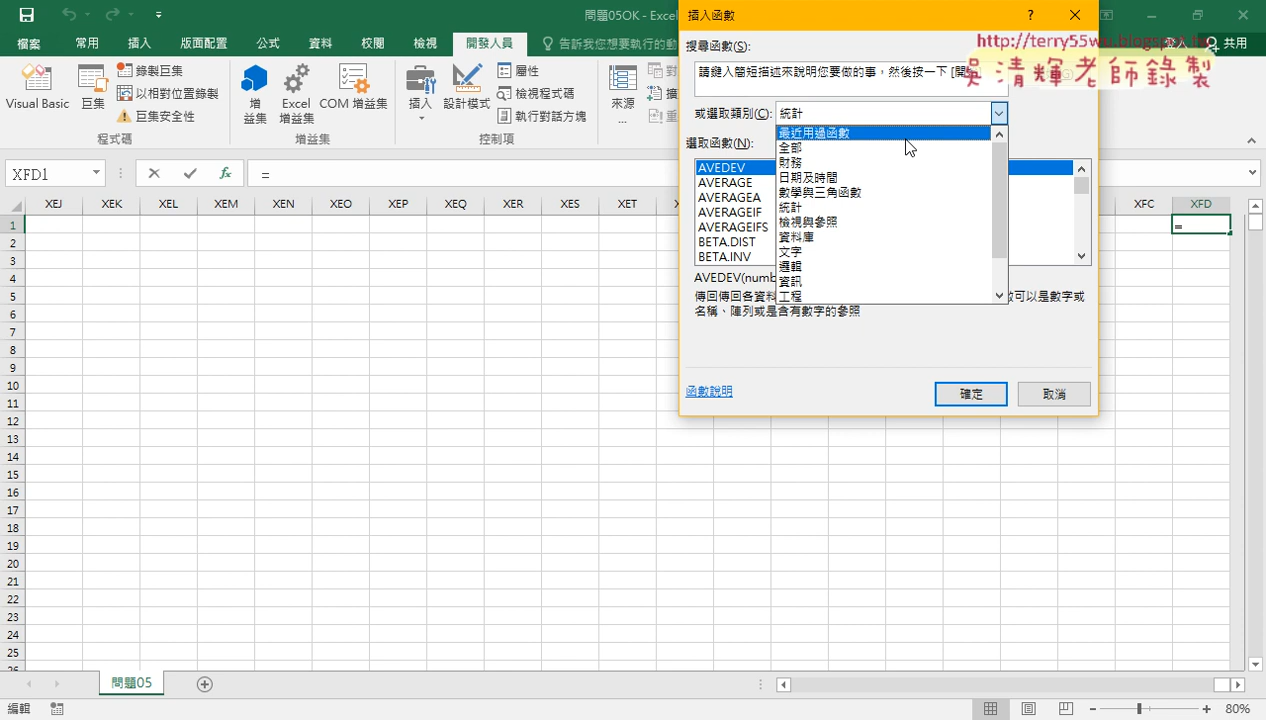 問題05OK - Excel
插入函數
?
檔案 常用 插入 版面配置 公式 資料 校閱 檢視 開發人員 告訴我您想要執行的動
登入 共用
http://terry55wu.blogspot.tw
吳清輝老師錄製
Visual Basic
巨集
錄製巨集
以相對位置錄製
巨集安全性
程式碼
增益集
Excel 增益集
COM 增益集
增益集
插入
設計模式
屬性
檢視程式碼
執行對話方塊
控制項
來源
...
搜尋函數(S):
請鍵入簡短描述來說明您要做的事，然後按一下 [開始
或選取類別(C): 統計
最近用過函數
全部
財務
日期及時間
數學與三角函數
統計
檢視與參照
資料庫
文字
邏輯
資訊
工程
選取函數(N):
AVEDEV
AVERAGE
AVERAGEA
AVERAGEIF
AVERAGEIFS
BETA.DIST
BETA.INV
AVEDEV(numb
傳回傳回各資料
數可以是數字或
名稱、陣列或是含有數字的參照
函數說明
確定 取消
XFD1 fx =
XEJ XEK XEL XEM XEN XEO XEP XEQ XER XES XET XFC XFD
1 =
2
3
4
5
6
7
8
9
10
11
12
13
14
15
16
17
18
19
20
21
22
23
24
25
問題05
編輯 80%